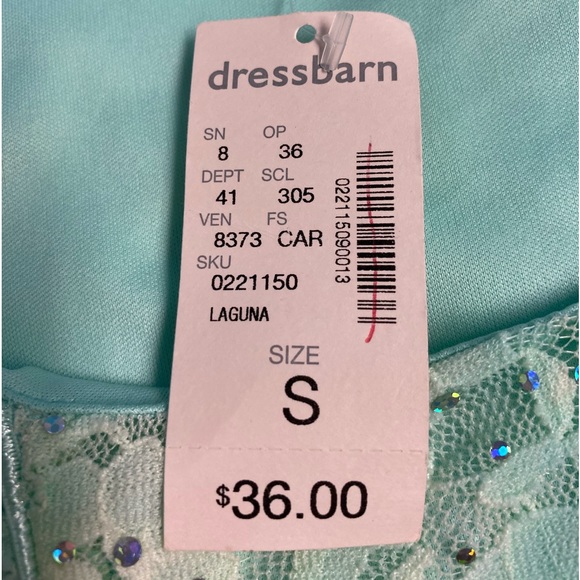 dressbarn
SN OP
8 36
DEPT SCL
41 305
VEN FS
8373 CAR
SKU
0221150
LAGUNA
022115090013
SIZE
S
$36.00